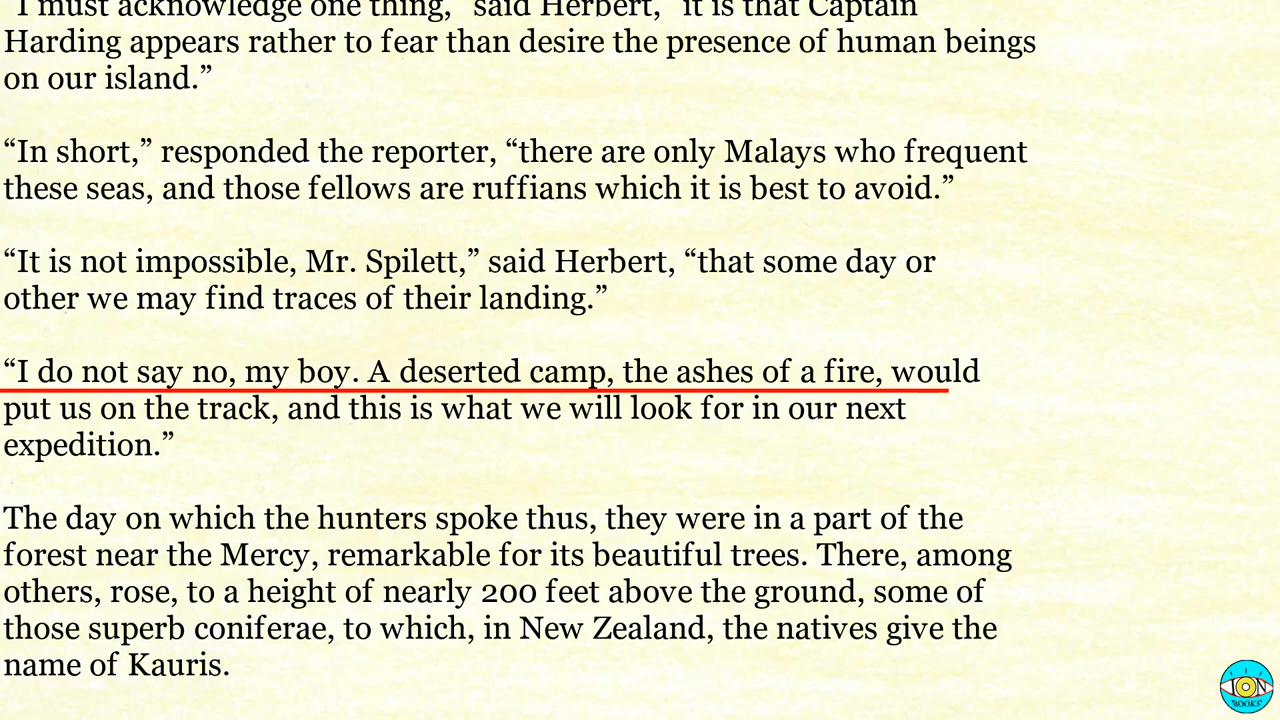 “I must acknowledge one thing,” said Herbert, “it is that Captain
Harding appears rather to fear than desire the presence of human beings
on our island.”
“In short,” responded the reporter, “there are only Malays who frequent
these seas, and those fellows are ruffians which it is best to avoid.”
“It is not impossible, Mr. Spilett,” said Herbert, “that some day or
other we may find traces of their landing.”
“I do not say no, my boy. A deserted camp, the ashes of a fire, would
put us on the track, and this is what we will look for in our next
expedition.”
The day on which the hunters spoke thus, they were in a part of the
forest near the Mercy, remarkable for its beautiful trees. There, among
others, rose, to a height of nearly 200 feet above the ground, some of
those superb coniferae, to which, in New Zealand, the natives give the
name of Kauris.
ION
BOOKS